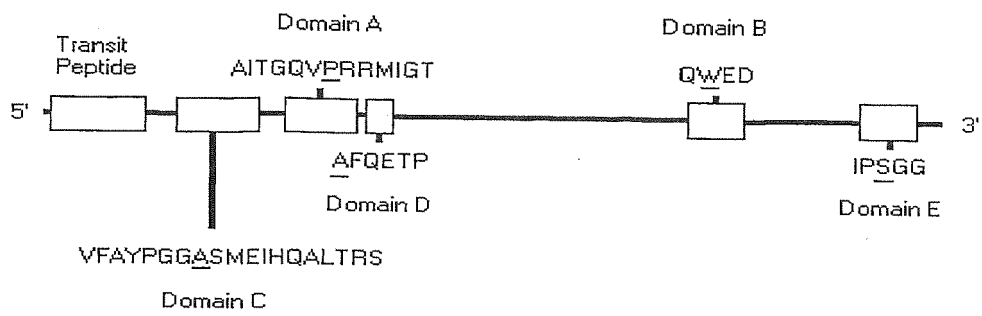 Domain A
Domain B
Transit
Peptide
AITGQVPRRMIGT
QWED
5'
3'
AFQETP
Domain D
IPSGG
Domain E
VFAYPGGASMEIHQALTRS
Domain C